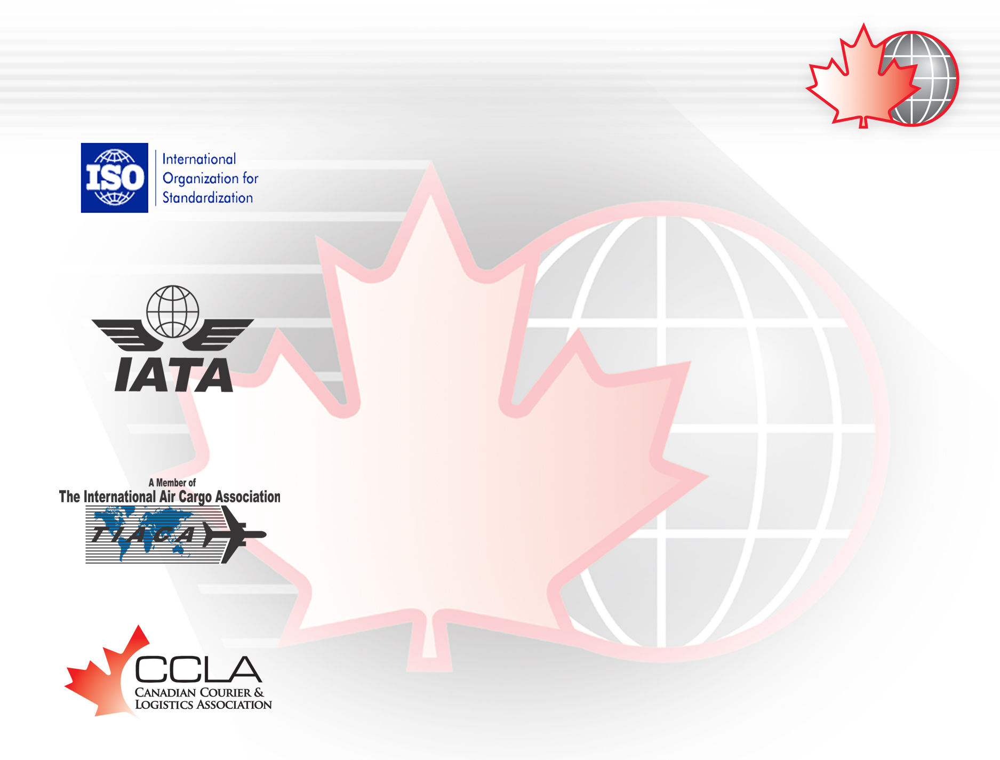 ISO
International
Organization for
Standardization
IATA
A Member of
The International Air Cargo Association
TIACA
CCLA
CANADIAN COURIER &
LOGISTICS ASSOCIATION